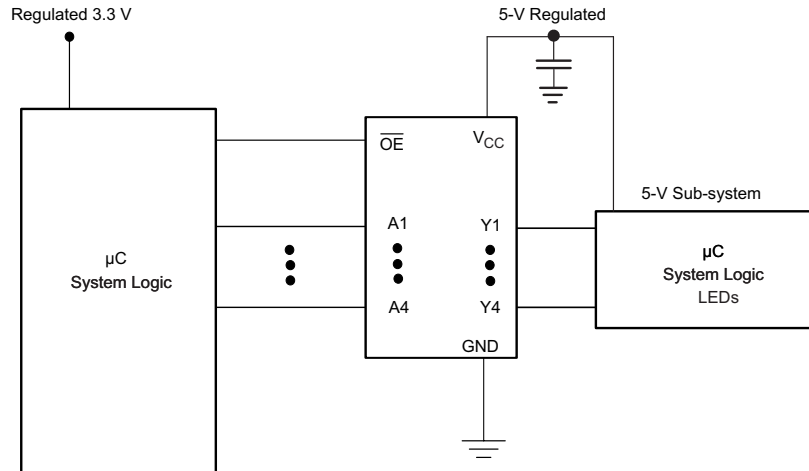 Regulated 3.3 V
5-V Regulated
OE
VCC
A1
Y1
5-V Sub-system
µC
System Logic
µC
System Logic
LEDs
A4
Y4
GND